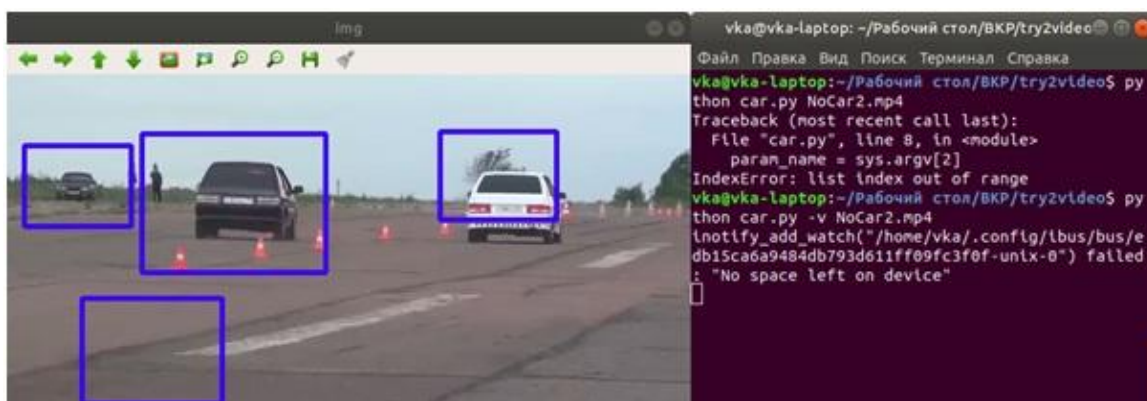 img
vka@vka-laptop: ~/Рабочий стол/ВКР/try2video
Файл Правка Вид Поиск Терминал Справка
vka@vka-laptop:~/Рабочий стол/ВКР/try2video$ py
thon car.py NoCar2.mp4
Traceback (most recent call last):
  File "car.py", line 8, in <module>
    param_name = sys.argv[2]
IndexError: list index out of range
vka@vka-laptop:~/Рабочий стол/ВКР/try2video$ py
thon car.py -v NoCar2.mp4
inotify_add_watch("/home/vka/.config/ibus/bus/e
db15ca6a9484db793d611ff09fc3f0f-unix-0") failed
: "No space left on device"